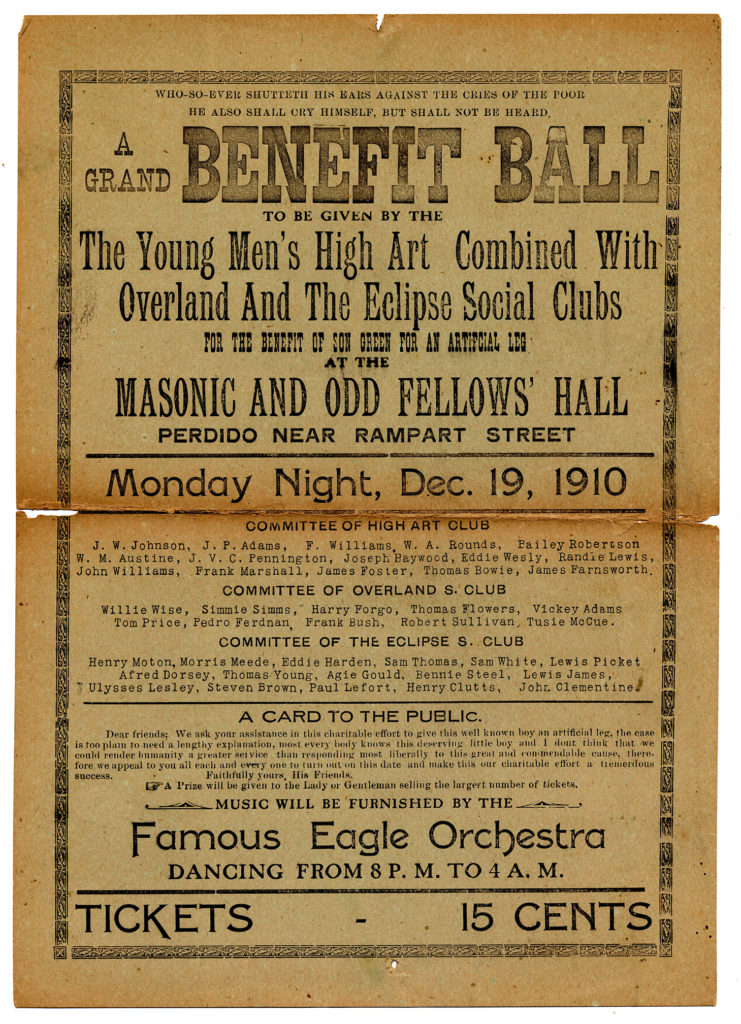 WHO-SO-EVER SHUTTETH HIS EARS AGAINST THE CRIES OF THE POOR
HE ALSO SHALL CRY HIMSELF, BUT SHALL NOT BE HEARD.
A GRAND BENEFIT BALL
TO BE GIVEN BY THE
The Young Men's High Art Combined With
Overland And The Eclipse Social Clubs
FOR THE BENEFIT OF SON GREEN FOR AN ARTIFCIAL LEG
AT THE
MASONIC AND ODD FELLOWS' HALL
PERDIDO NEAR RAMPART STREET
Monday Night, Dec. 19, 1910
COMMITTEE OF HIGH ART CLUB
J. W. Johnson, J. P. Adams, F. Williams, W. A. Rounds, Pailey Robertson
W. M. Austine, J. V. C. Pennington, Joseph Haywood, Eddie Wesly, Randle Lewis,
John Williams, Frank Marshall, James Foster, Thomas Bowie, James Farnsworth.
COMMITTEE OF OVERLAND S. CLUB
Willie Wise, Simmie Simms, Harry Forgo, Thomas Flowers, Vickey Adams
Tom Price, Pedro Ferdnan, Frank Bush, Robert Sullivan, Tusie McCue.
COMMITTEE OF THE ECLIPSE S. CLUB
Henry Moton, Morris Meede, Eddie Harden, Sam Thomas, Sam White, Lewis Picket
Afred Dorsey, Thomas Young, Agie Gould, Bennie Steel, Lewis James,
Ulysses Lesley, Steven Brown, Paul Lefort, Henry Clutts, John Clementine.
A CARD TO THE PUBLIC.
Dear friends; We ask your assistance in this charitable effort to give this well known boy an artificial leg, the case
is too plain to need a lengthy explanation, most every body knows this deserving little boy and I dont think that we
could render humanity a greater service than responding most liberally to this great and commendable cause, there-
fore we appeal to you all each and every one to turn out on this date and make this our charitable effort a tremendous
success. Faithfully yours, His Friends.
A Prize will be given to the Lady or Gentleman selling the largest number of tickets.
MUSIC WILL BE FURNISHED BY THE
Famous Eagle Orchestra
DANCING FROM 8 P. M. TO 4 A. M.
TICKETS - 15 CENTS